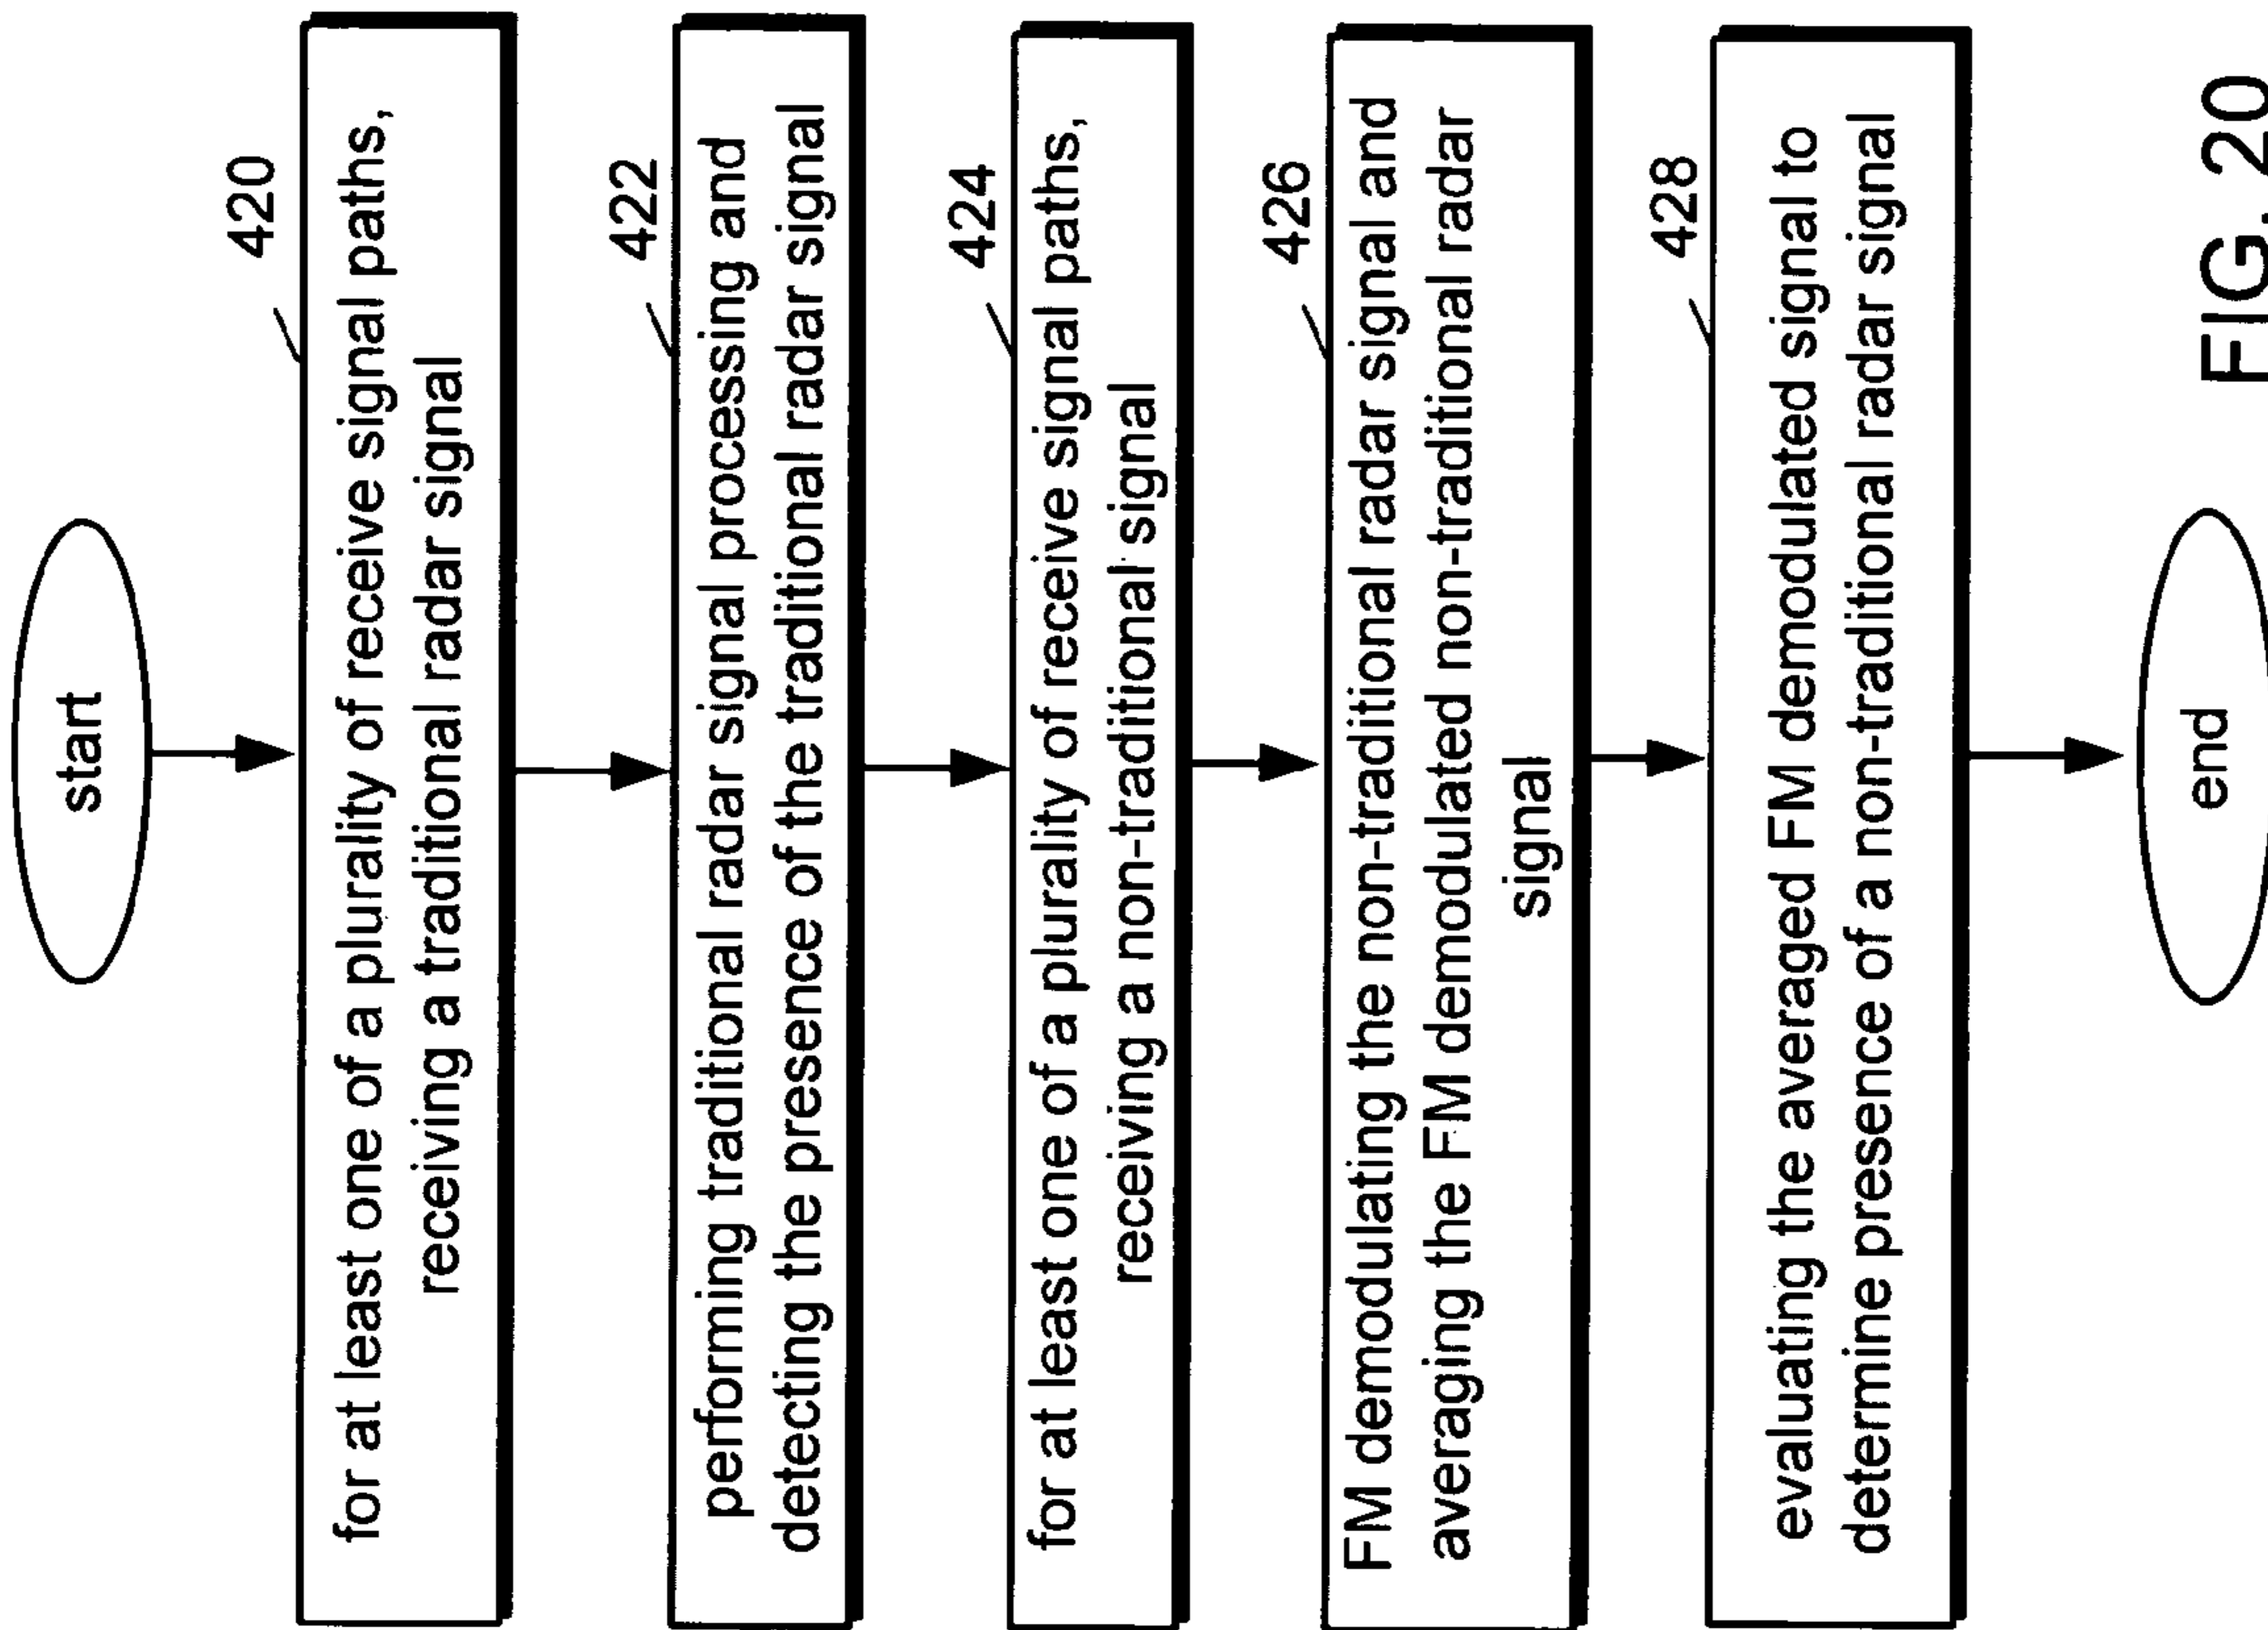 start
420
for at least one of a plurality of receive signal paths,
receiving a traditional radar signal
422
performing traditional radar signal processing and
detecting the presence of the traditional radar signal
424
for at least one of a plurality of receive signal paths,
receiving a non-traditional signal
426
FM demodulating the non-traditional radar signal and
averaging the FM demodulated non-traditional radar
signal
428
evaluating the averaged FM demodulated signal to
determine presence of a non-traditional radar signal
end
FIG. 20